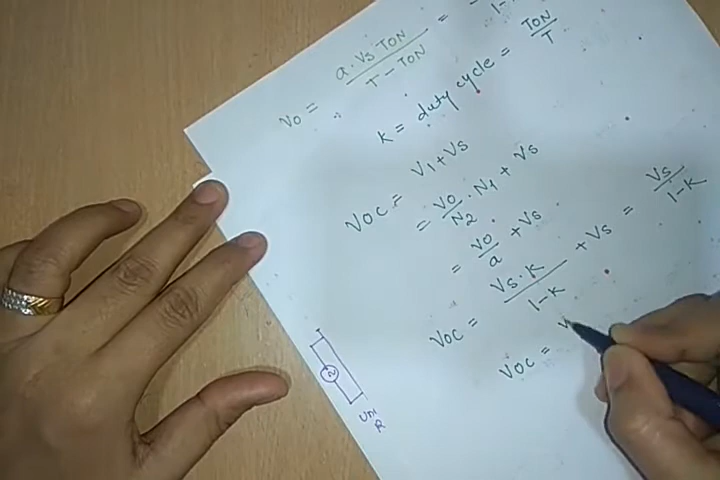 Vo = a.Vs TON / T-TON =
K = duty cycle = TON / T
Voc = V1+Vs
= Vo / N2 . N1 + Vs
= Vo / a + Vs
Voc = Vs.K / 1-K + Vs = Vs / 1-K
Voc =